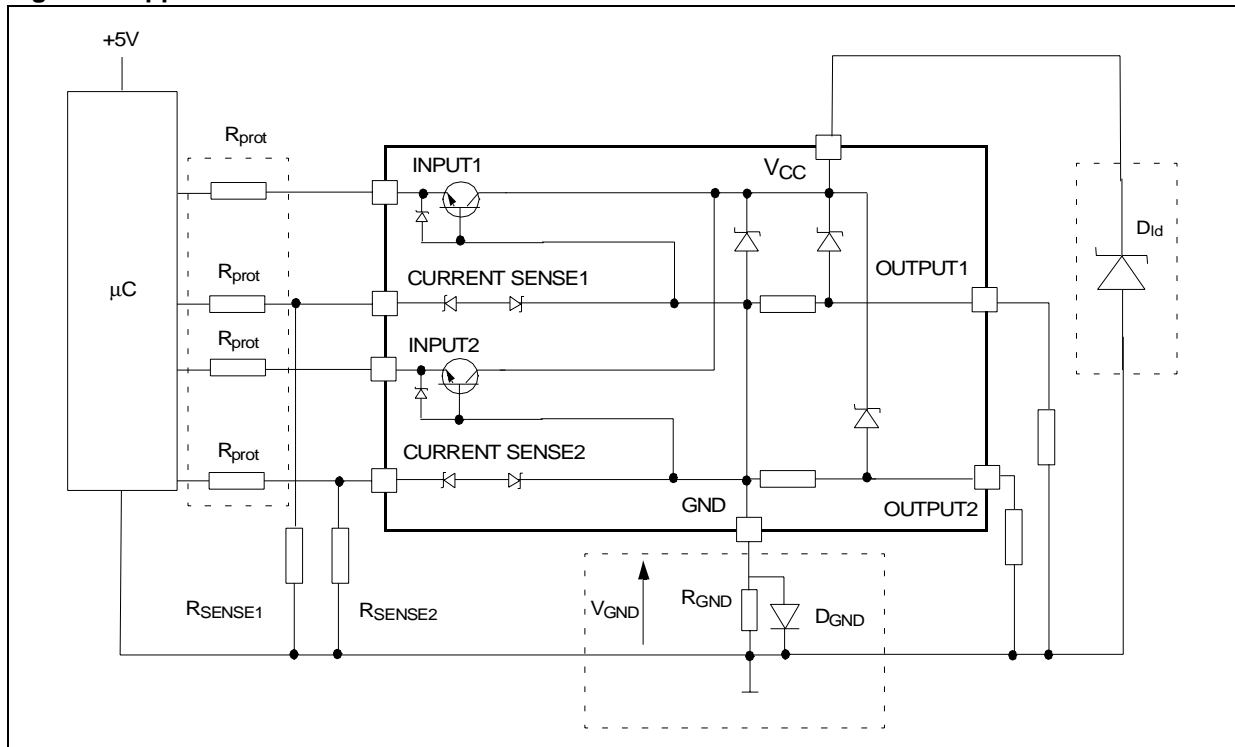 +5V
Rprot
INPUT1
VCC
Dld
μC
Rprot
CURRENT SENSE1
OUTPUT1
Rprot
INPUT2
Rprot
CURRENT SENSE2
GND
OUTPUT2
RSENSE1
RSENSE2
VGND
RGND
DGND